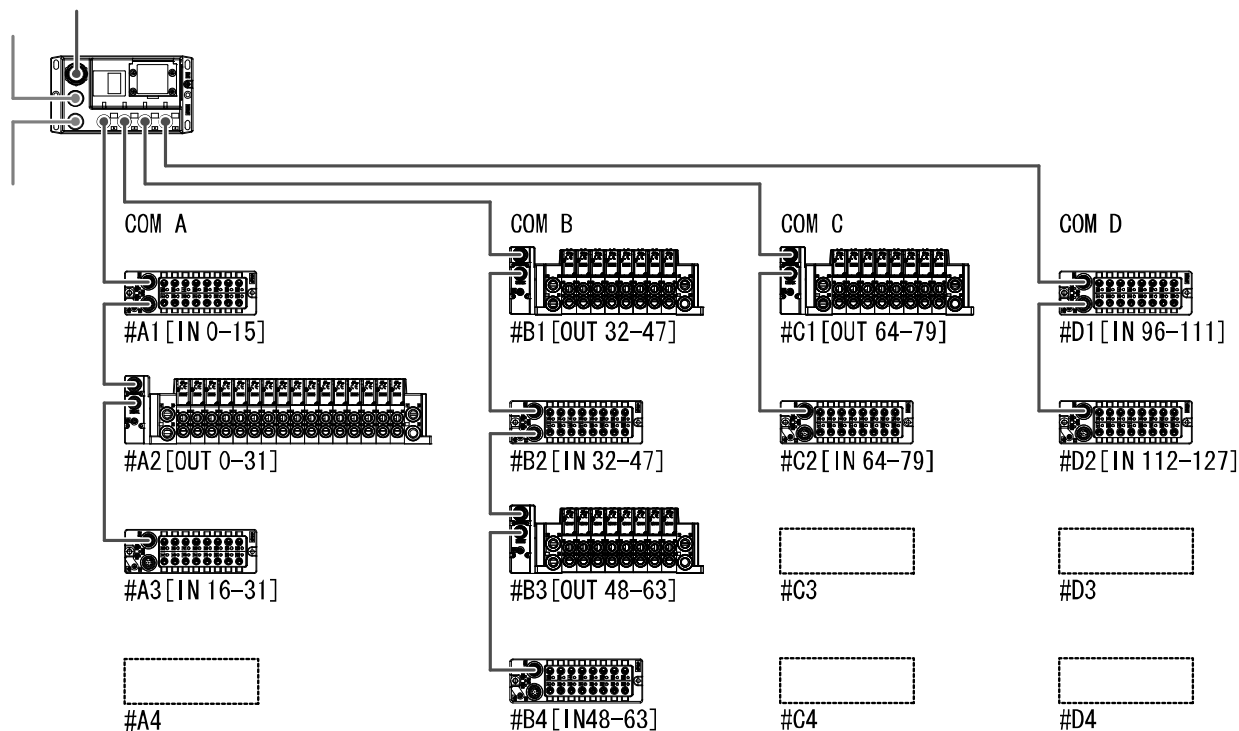 COM A
#A1[IN 0-15]
#A2[OUT 0-31]
#A3[IN 16-31]
#A4
COM B
#B1[OUT 32-47]
#B2[IN 32-47]
#B3[OUT 48-63]
#B4[IN48-63]
COM C
#C1[OUT 64-79]
#C2[IN 64-79]
#C3
#C4
COM D
#D1[IN 96-111]
#D2[IN 112-127]
#D3
#D4